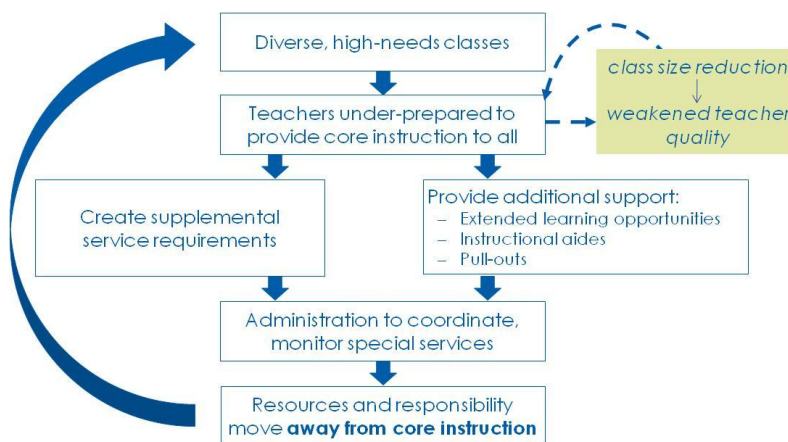 Diverse, high-needs classes
class size reduction
weakened teacher
quality
Teachers under-prepared to
provide core instruction to all
Create supplemental
service requirements
Provide additional support:
– Extended learning opportunities
– Instructional aides
– Pull-outs
Administration to coordinate,
monitor special services
Resources and responsibility
move away from core instruction